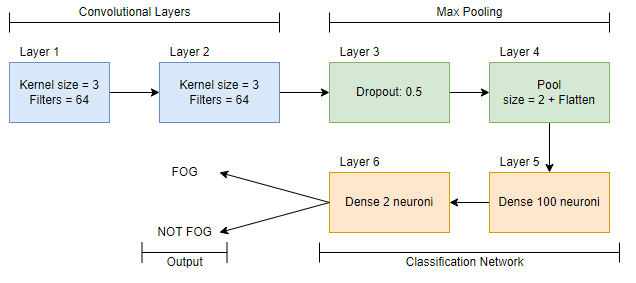 Convolutional Layers
Max Pooling
Layer 1
Layer 2
Layer 3
Layer 4
Kernel size = 3
Filters = 64
Kernel size = 3
Filters = 64
Dropout: 0.5
Pool
size = 2 + Flatten
Layer 6
Layer 5
FOG
Dense 2 neuroni
Dense 100 neuroni
NOT FOG
Output
Classification Network